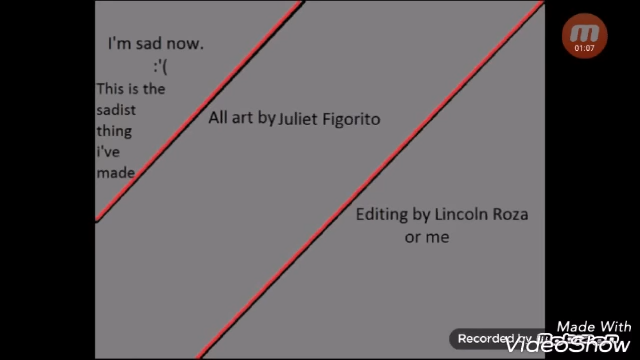 I'm sad now.
:'(
This is the
sadist
thing
i've
made
All art by Juliet Figorito
Editing by Lincoln Roza
or me
01:07
Made With
Recorded by
VideoShow